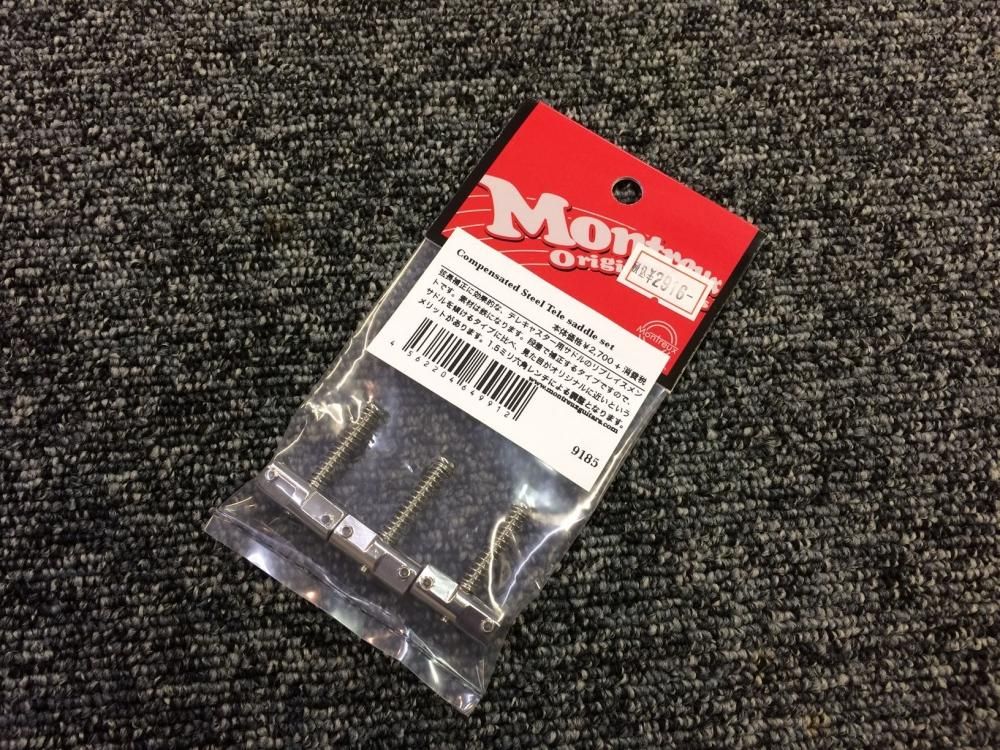 Montreux
Origi
MD¥2916-
Montreux
Compensated Steel Tele saddle set
本体価格¥2,700+消費税
弦長補正に効果的な、テレキャスター用サドルのリプレイスメン
トです。素材は鉄になります。段差で補正するタイプですので、
サドルを傾けるタイプに比べ、見た目がオリジナルに近いという
メリットがあります。1.5ミリ六角レンチによる調整となります。
www.montreuxguitars.com
4 562204 649912
9185